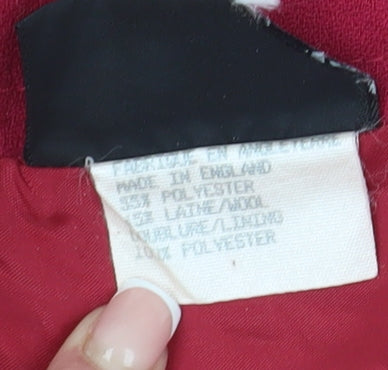 FABRIQUE EN ANGLETERRE
MADE IN ENGLAND
55% POLYESTER
45% LAINE/WOOL
DOUBLURE/LINING
100% POLYESTER